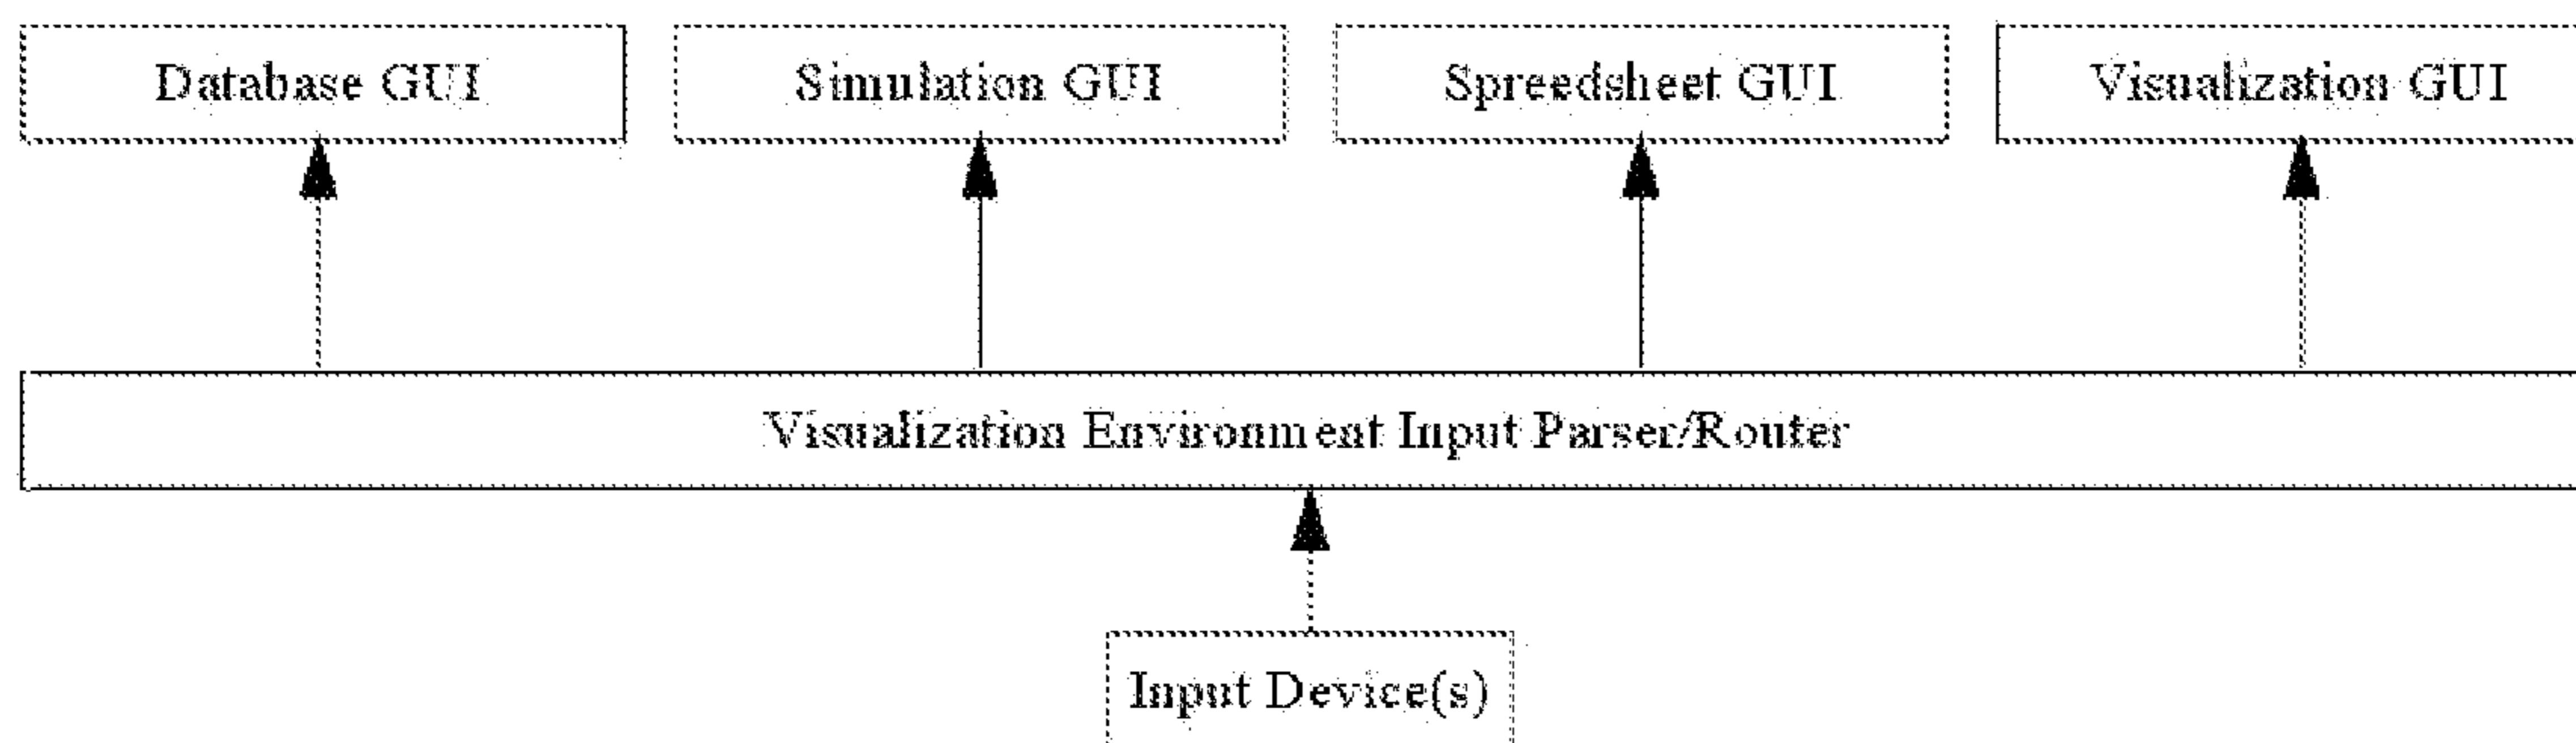 Database GUI
Simulation GUI
Spreedsheet GUI
Visualization GUI
Visualization Environment Input Parser/Router
Input Device(s)